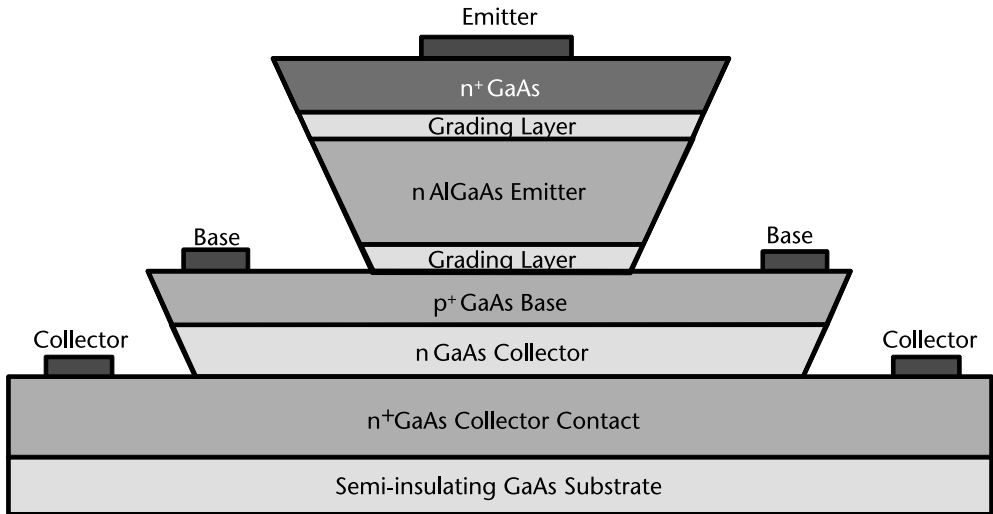 Emitter
n⁺ GaAs
Grading Layer
n AlGaAs Emitter
Base
Base
Grading Layer
p⁺ GaAs Base
Collector
Collector
n GaAs Collector
n⁺GaAs Collector Contact
Semi-insulating GaAs Substrate